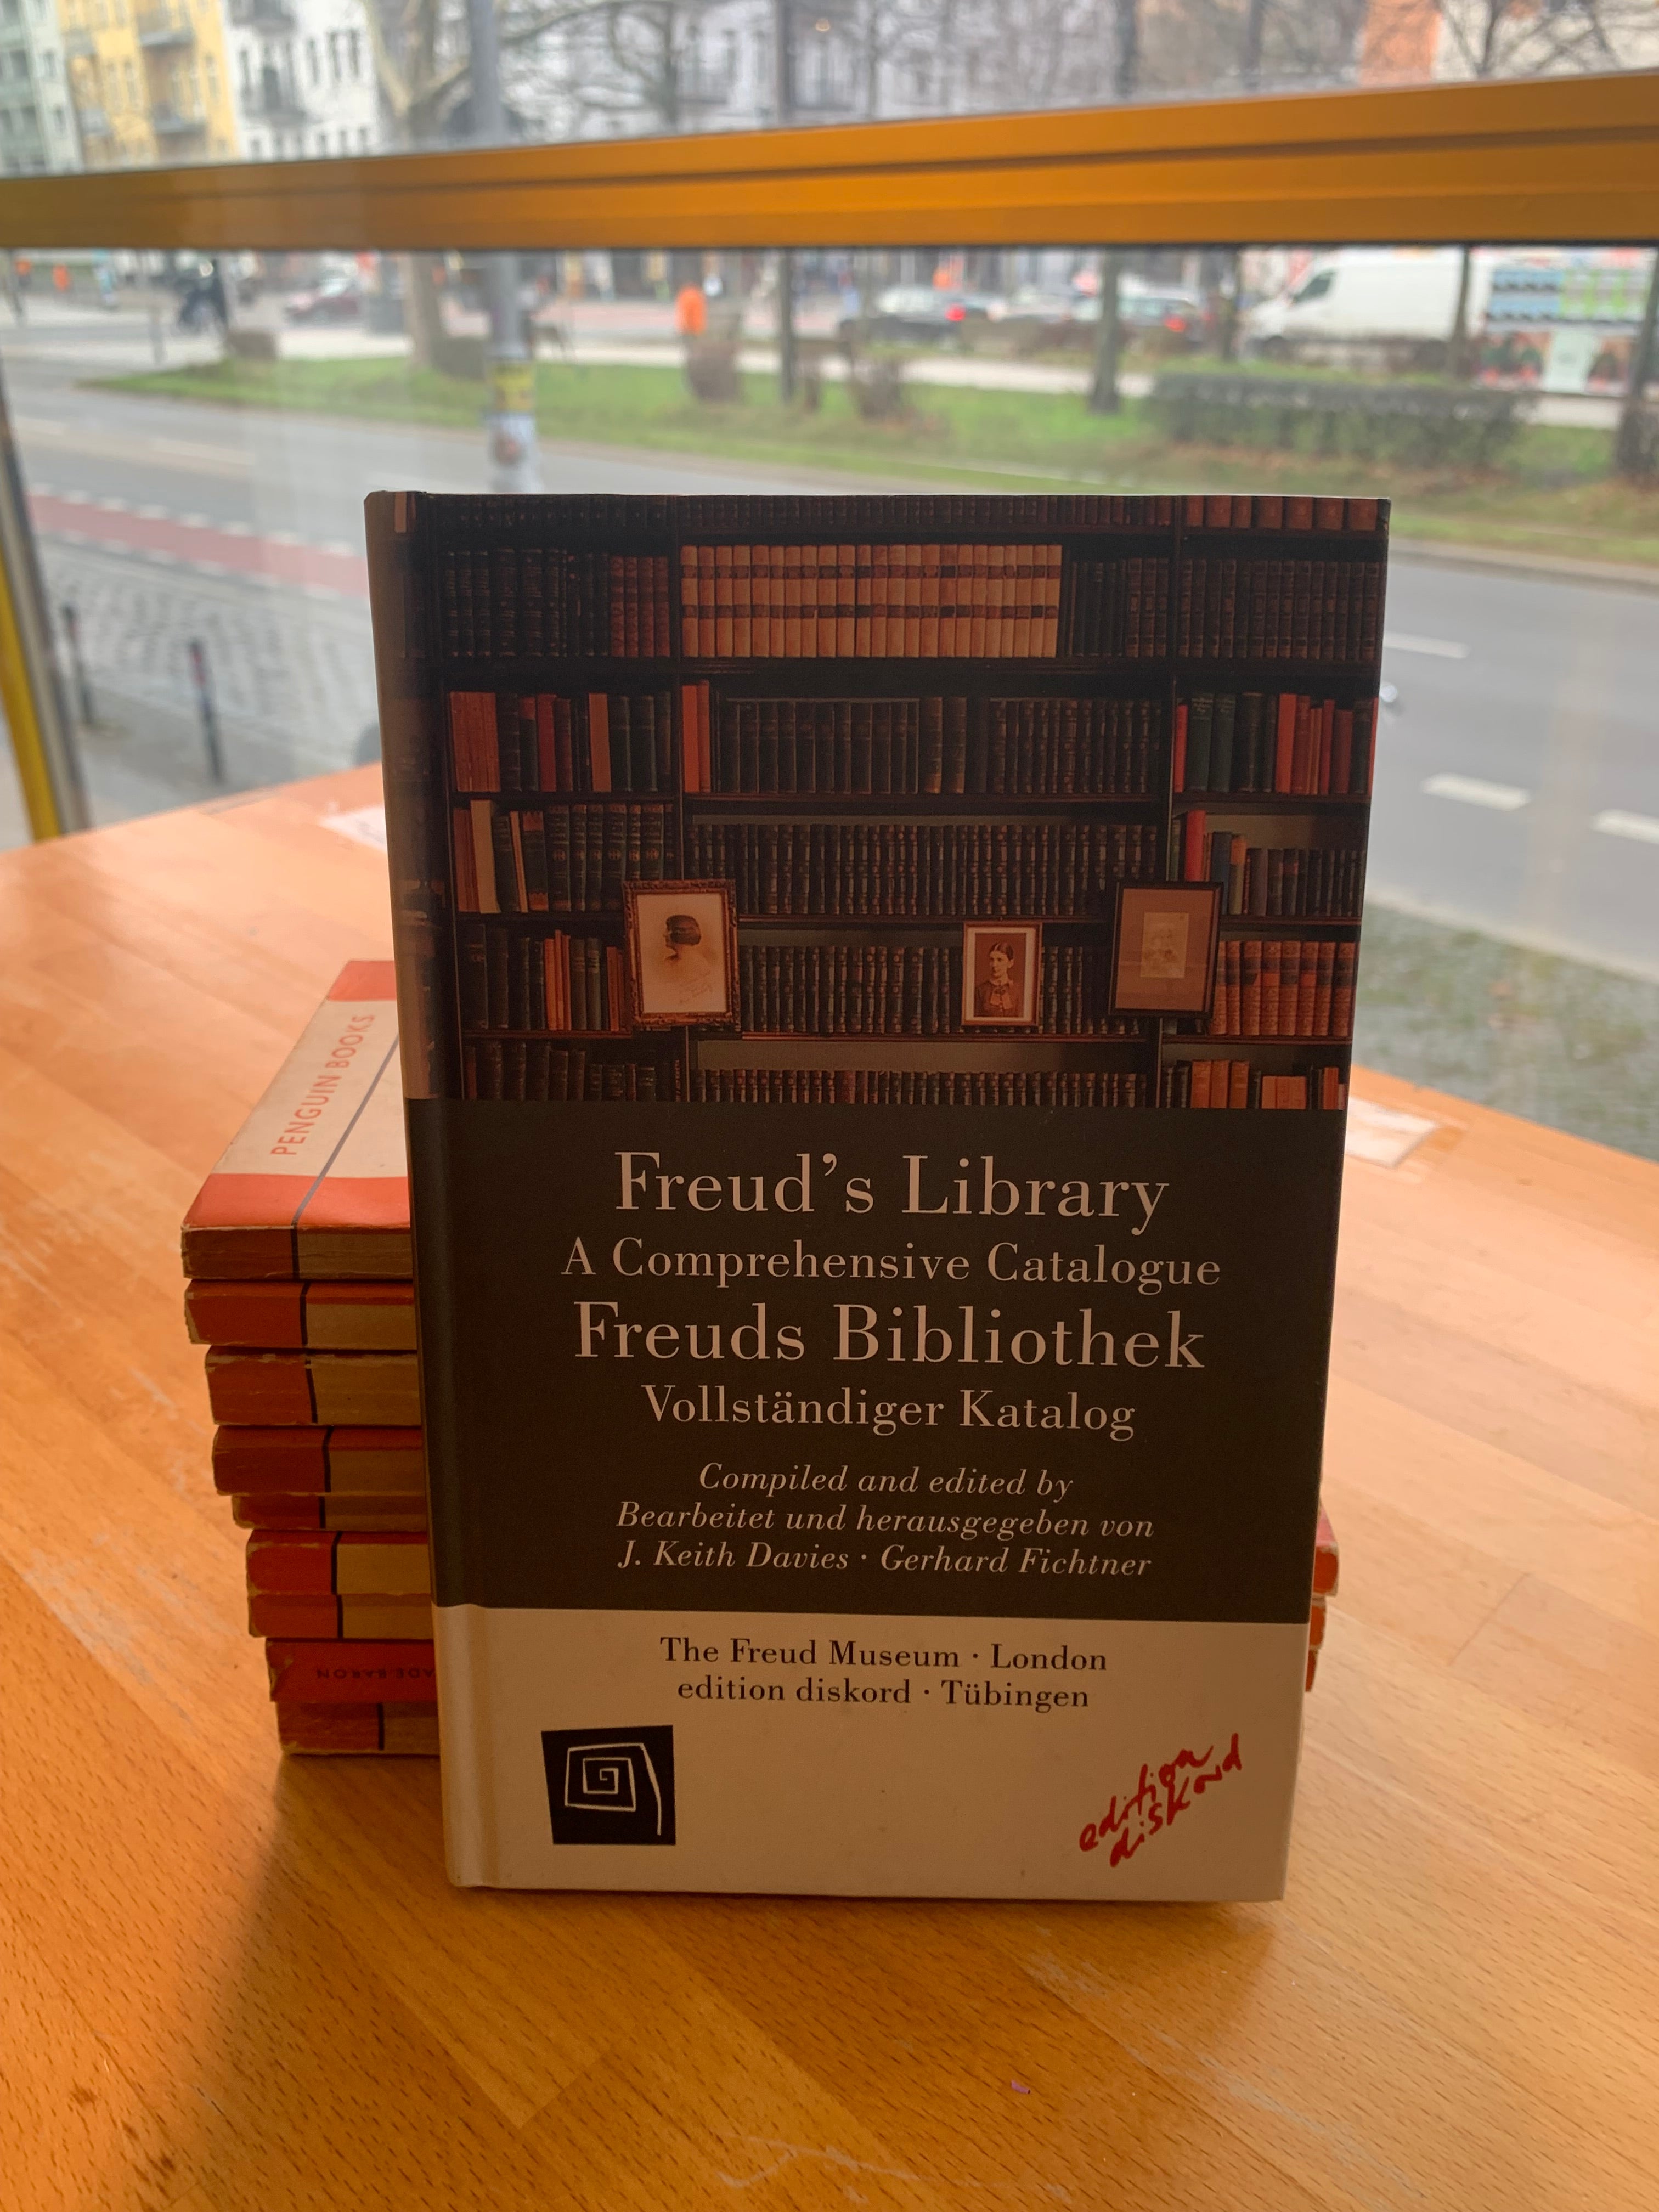 Freud's Library
A Comprehensive Catalogue
Freuds Bibliothek
Vollständiger Katalog
Compiled and edited by
Bearbeitet und herausgegeben von
J. Keith Davies · Gerhard Fichtner
The Freud Museum · London
edition diskord · Tübingen
edition
diskord
PENGUIN BOOKS